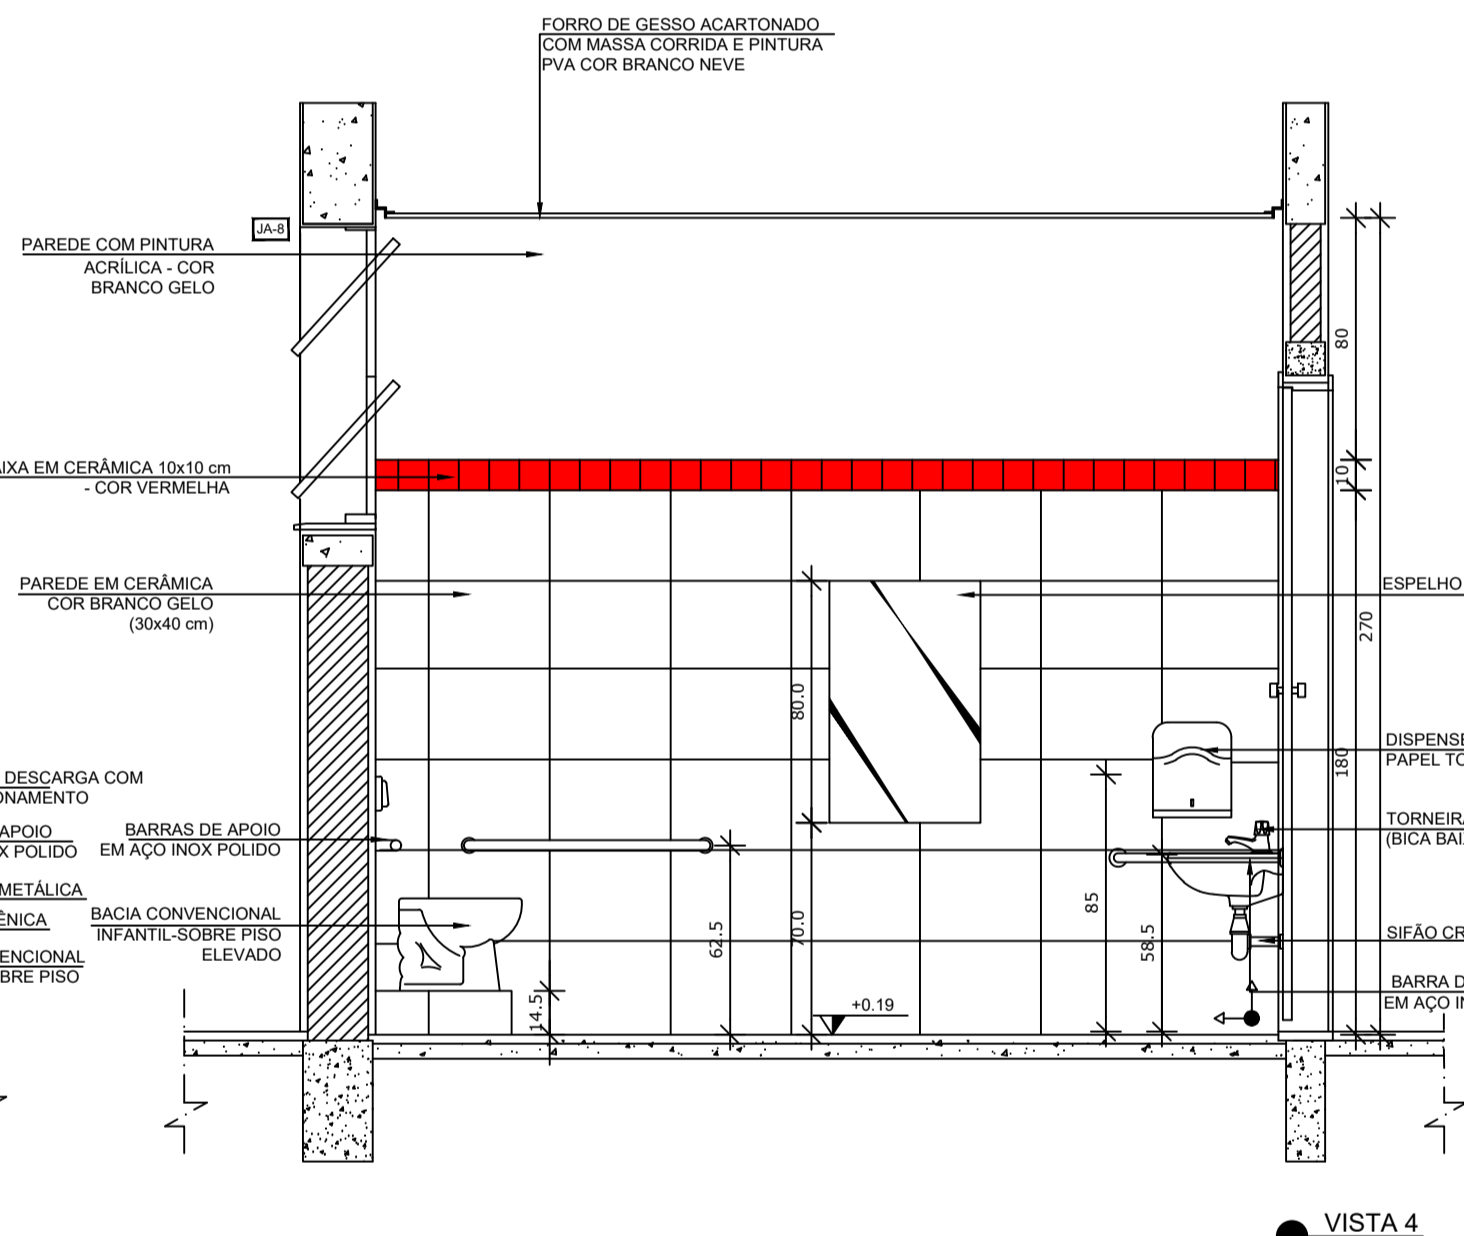 FORRO DE GESSO ACARTONADO
COM MASSA CORRIDA E PINTURA
PVA COR BRANCO NEVE
JA-8
PAREDE COM PINTURA
ACRÍLICA - COR
BRANCO GELO
AIXA EM CERÂMICA 10x10 cm
- COR VERMELHA
PAREDE EM CERÂMICA
COR BRANCO GELO
(30x40 cm)
DESCARGA COM
ONAMENTO
APOIO
X POLIDO
BARRAS DE APOIO
EM AÇO INOX POLIDO
METÁLICA
ÊNICA
BACIA CONVENCIONAL
INFANTIL-SOBRE PISO
ELEVADO
ENCIONAL
BRE PISO
14.5
62.5
70.0
80.0
+0.19
85
58.5
80
10
270
180
ESPELHO
DISPENSE
PAPEL TO
TORNEIRA
(BICA BAI
SIFÃO CR
BARRA D
EM AÇO IN
VISTA 4